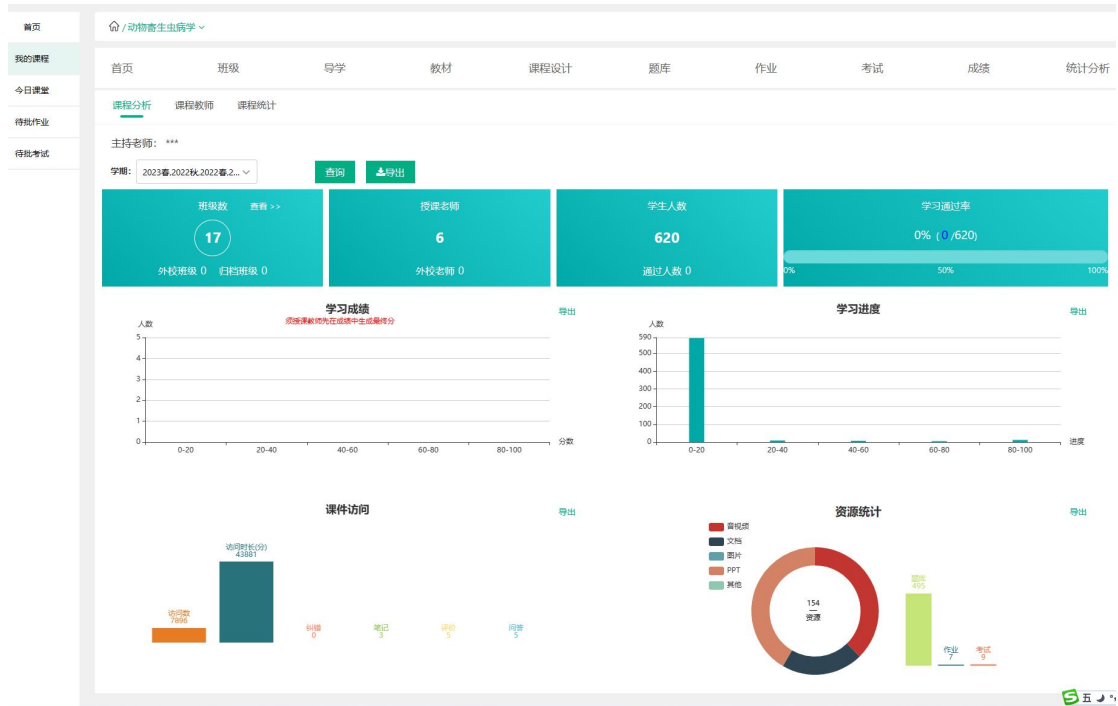 首页
我的课程
今日课堂
待批作业
待批考试
/ 动物寄生虫病学
首页 班级 导学 教材 课程设计 题库 作业 考试 成绩 统计分析
课程分析 课程教师 课程统计
主持老师： ***
学期： 2023春,2022秋,2022春,2... 查询 导出
班级数 查看 >>
17
外校班级 0 归档班级 0
授课老师
6
外校老师 0
学生人数
620
通过人数 0
学习通过率
0% ( 0 /620)
0% 50% 100%
学习成绩
导出
须授课教师先在成绩中生成最终分
人数
5
4
3
2
1
0
0-20 20-40 40-60 60-80 80-100
分数
学习进度
导出
人数
590
500
400
300
200
100
0
0-20 20-40 40-60 60-80 80-100
进度
课件访问
导出
访问数
7896
访问时长(分)
43881
纠错
0
笔记
3
评价
5
问答
5
资源统计
导出
音视频
文档
图片
PPT
其他
154
资源
题库
495
作业
7
考试
9
五